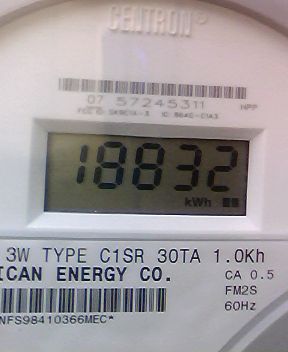 CENTRON®
07 57245311 HPP
18832
kWh
3W TYPE C1SR 30TA 1.0Kh
ICAN ENERGY CO.
CA 0.5
FM2S
60Hz
NFS98410366MEC*